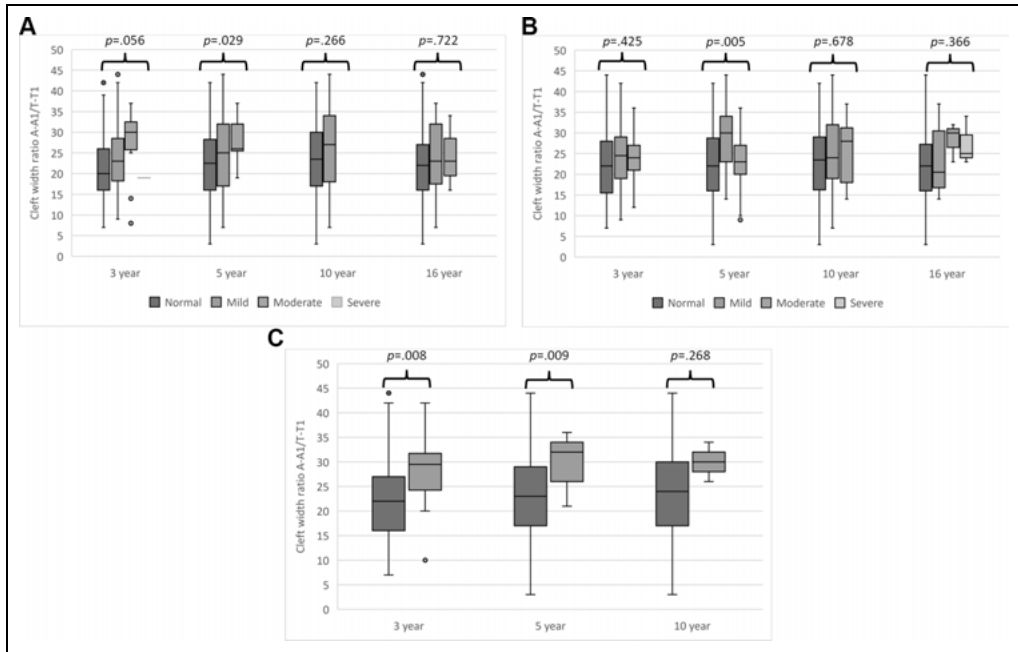 A
p=.056 p=.029 p=.266 p=.722
Cleft width ratio A-A1/T-T1
50
45
40
35
30
25
20
15
10
5
0
3 year 5 year 10 year 16 year
Normal Mild Moderate Severe
B
p=.425 p=.005 p=.678 p=.366
Cleft width ratio A-A1/T-T1
50
45
40
35
30
25
20
15
10
5
0
3 year 5 year 10 year 16 year
Normal Mild Moderate Severe
C
p=.008 p=.009 p=.268
Cleft width ratio A-A1/T-T1
50
45
40
35
30
25
20
15
10
5
0
3 year 5 year 10 year